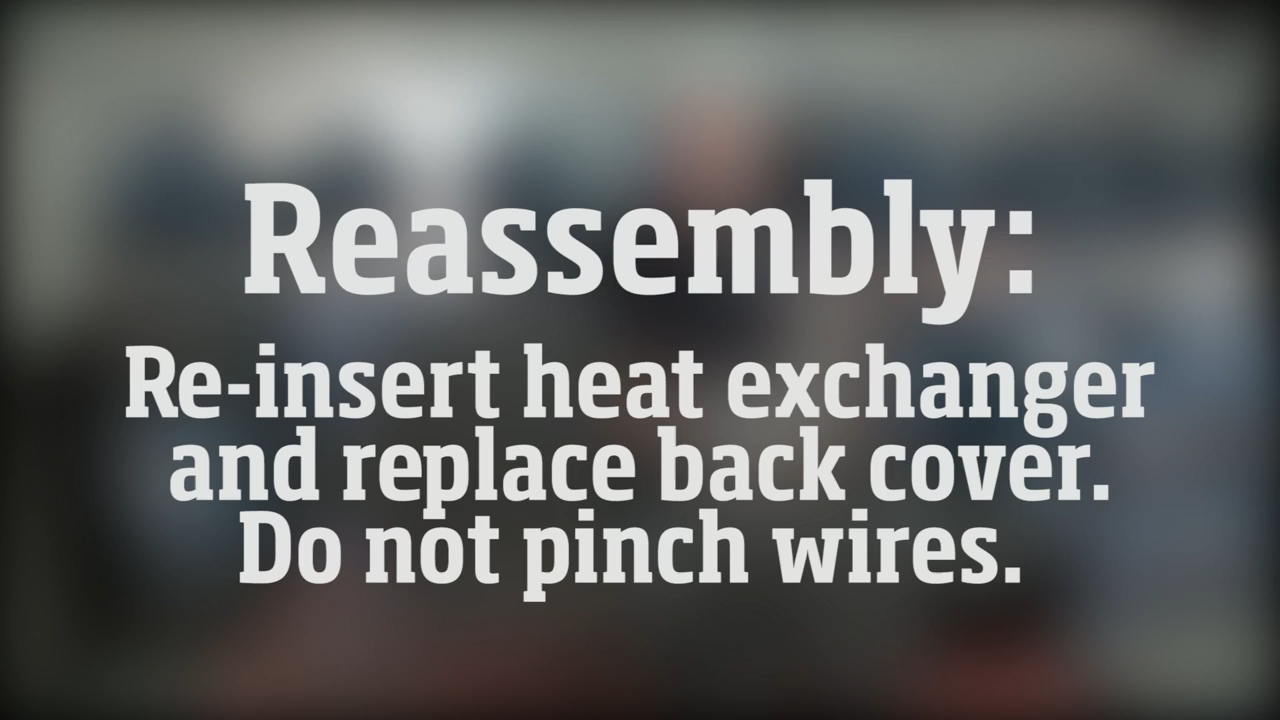 Reassembly:
Re-insert heat exchanger
and replace back cover.
Do not pinch wires.